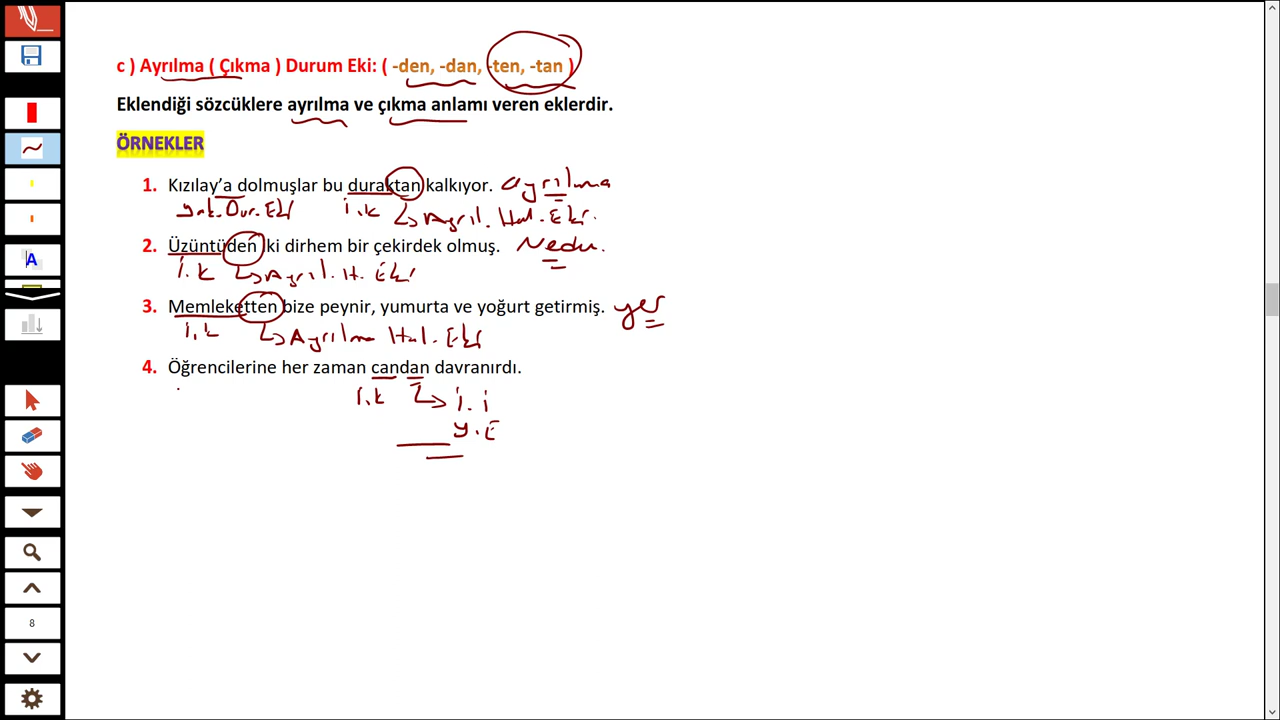 c ) Ayrılma ( Çıkma ) Durum Eki: ( -den, -dan, -ten, -tan )
Eklendiği sözcüklere ayrılma ve çıkma anlamı veren eklerdir.
ÖRNEKLER
1. Kızılay’a dolmuşlar bu duraktan kalkıyor. ayrılma
yak. Dur. Eki i.k Ayrıl. Hal. Eki.
2. Üzüntüden iki dirhem bir çekirdek olmuş. Neden.
i.k Ayrıl. H. Eki
3. Memleketten bize peynir, yumurta ve yoğurt getirmiş. yer
i.k Ayrılma Hal. Eki
4. Öğrencilerine her zaman candan davranırdı.
i.k i.i
y.E
A
8